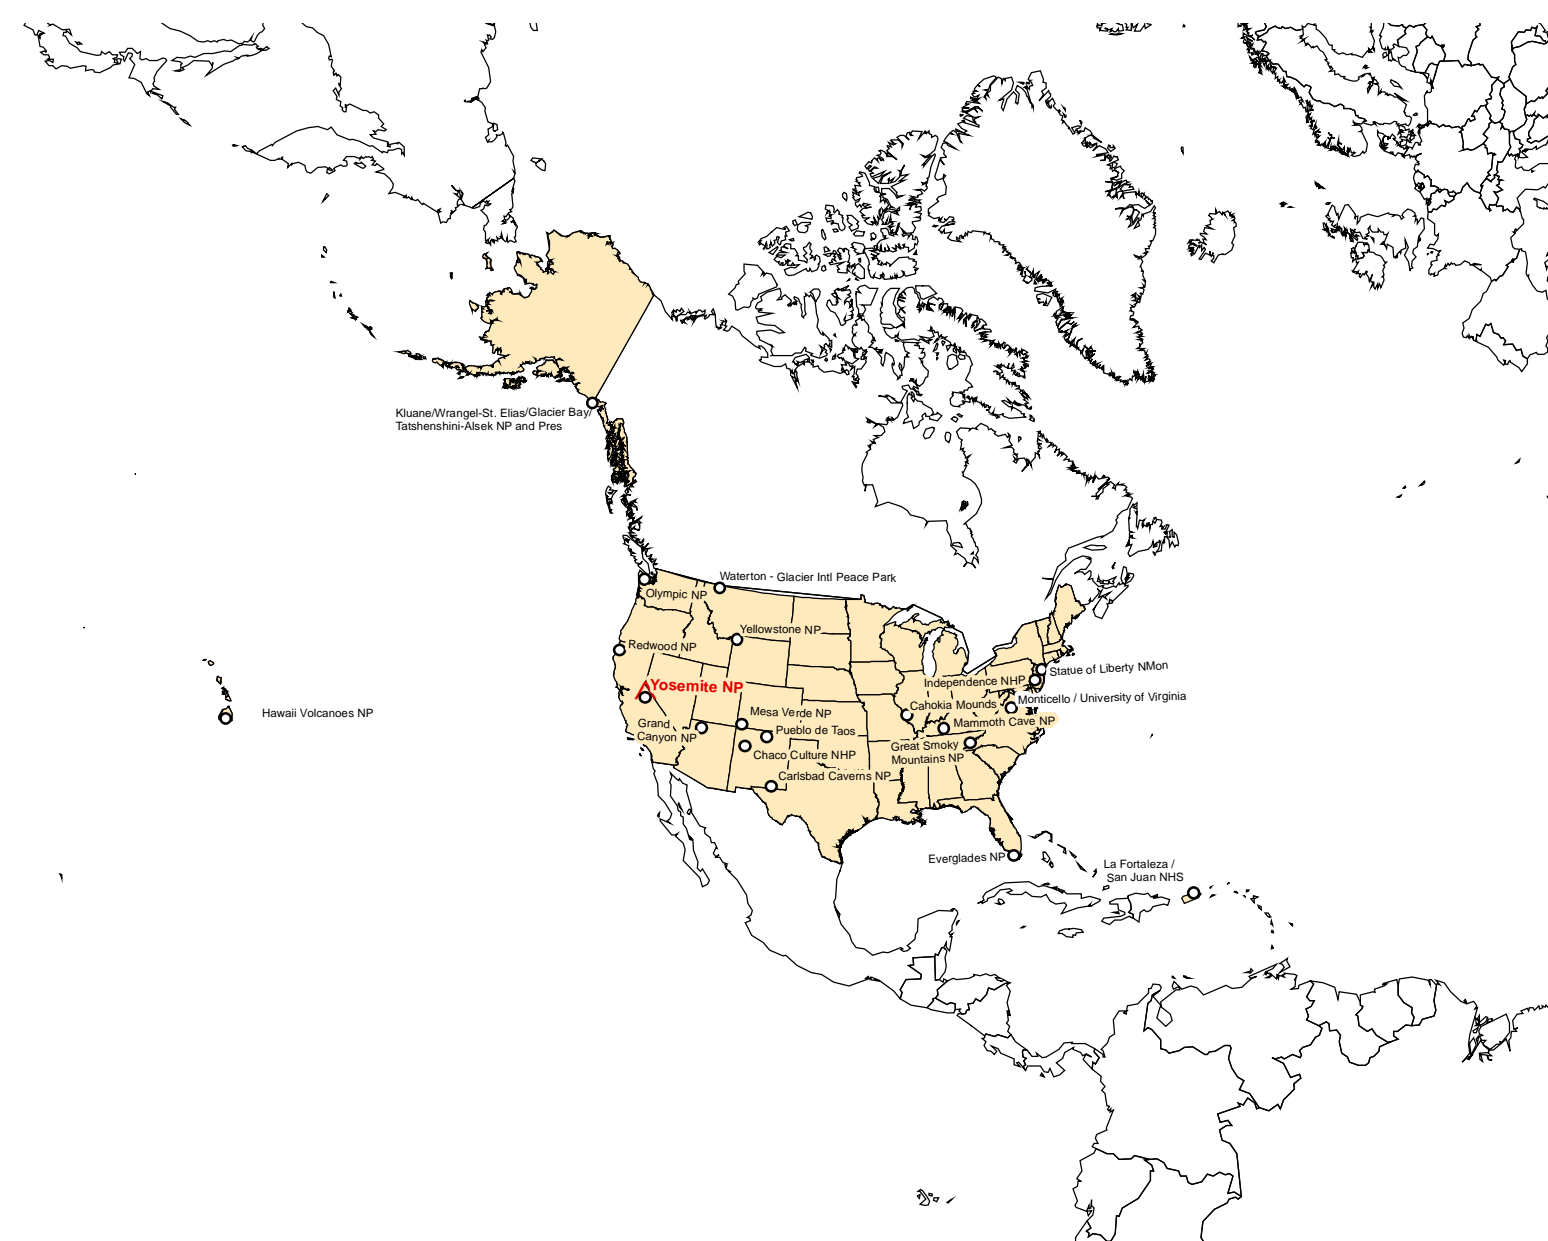 Kluane/Wrangel-St. Elias/Glacier Bay/
Tatshenshini-Alsek NP and Pres
Waterton - Glacier Intl Peace Park
Olympic NP
Yellowstone NP
Redwood NP
Statue of Liberty NMon
Independence NHP
Yosemite NP
Monticello / University of Virginia
Cahokia Mounds
Hawaii Volcanoes NP
Mesa Verde NP
Mammoth Cave NP
Grand
Canyon NP
Pueblo de Taos
Great Smoky
Mountains NP
Chaco Culture NHP
Carlsbad Caverns NP
Everglades NP
La Fortaleza /
San Juan NHS